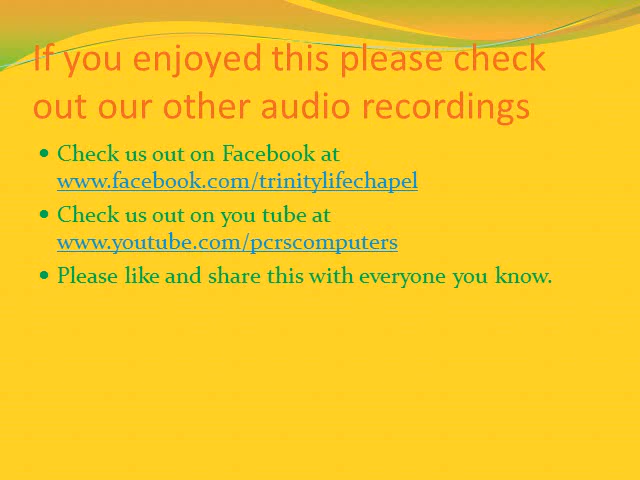 If you enjoyed this please check
out our other audio recordings
• Check us out on Facebook at
www.facebook.com/trinitylifechapel
• Check us out on you tube at
www.youtube.com/pcrscomputers
• Please like and share this with everyone you know.